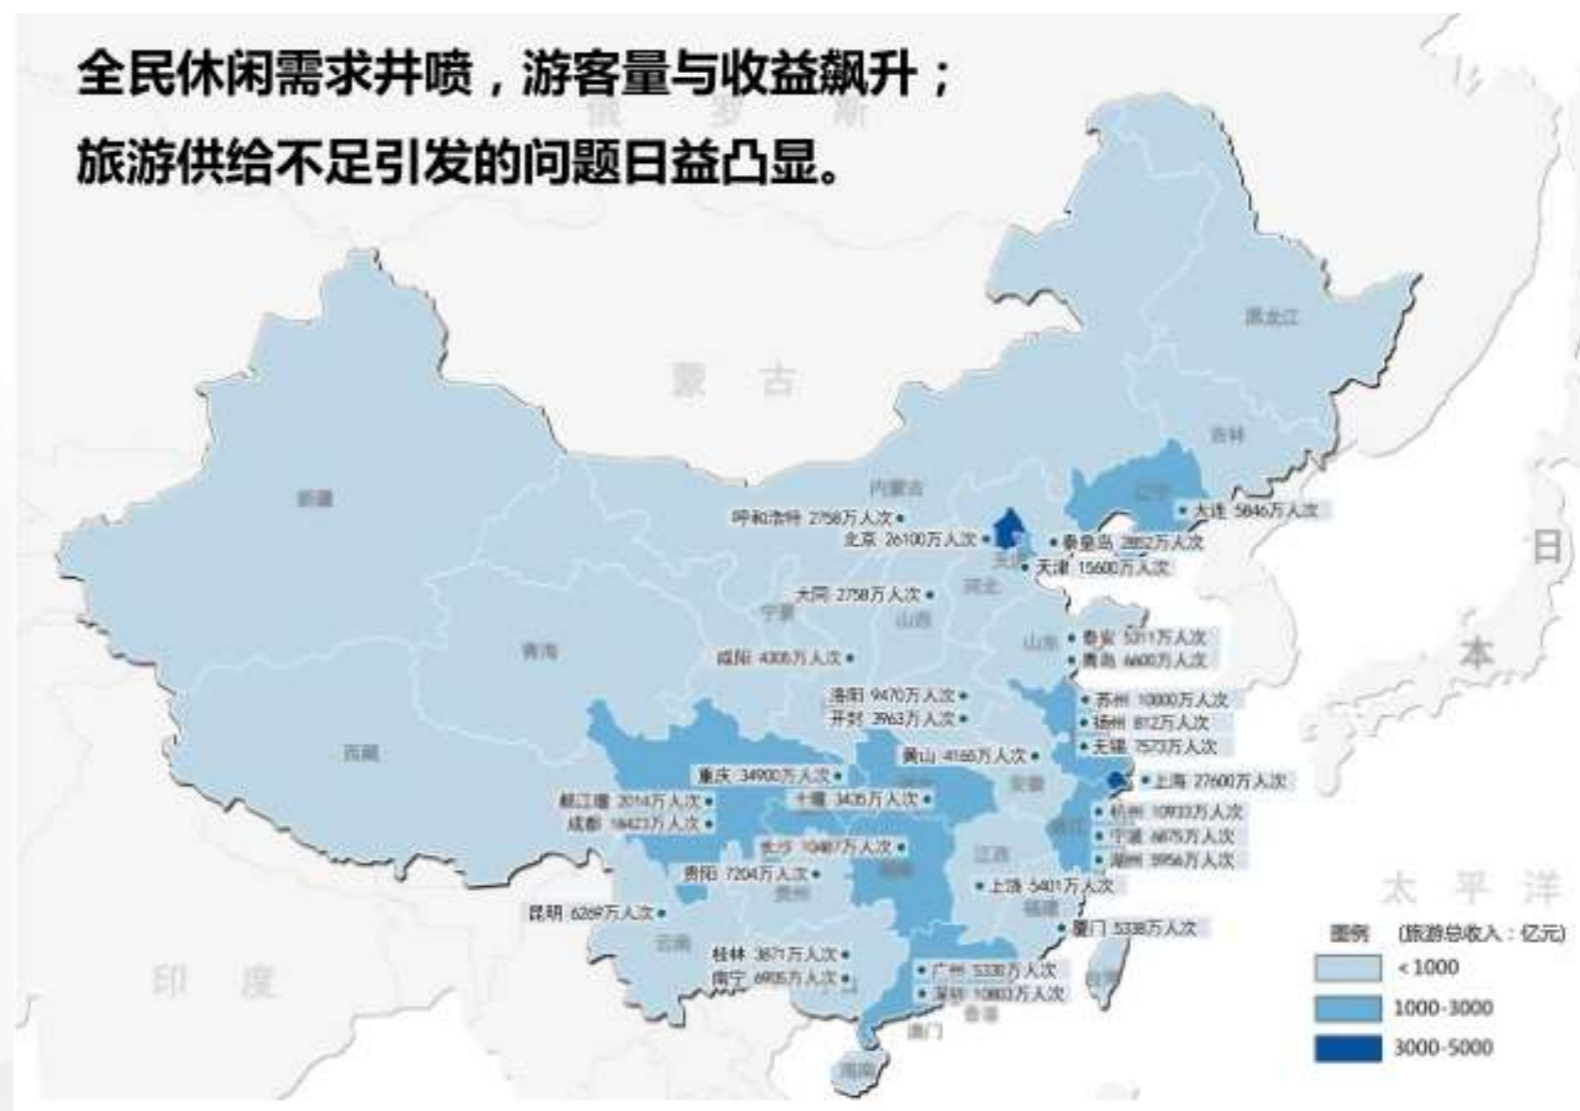 全民休闲需求井喷，游客量与收益飙升；
旅游供给不足引发的问题日益凸显。
俄 罗 斯
黑龙江
蒙 古
吉林
内蒙古
新疆
辽宁
大连 5846万人次
呼和浩特 2758万人次
北京 26100万人次
秦皇岛 2852万人次
天津
天津 15600万人次
日
本
河北
大同 2758万人次
宁夏
山西
山东
泰安 5311万人次
青海
咸阳 4305万人次
青岛 6600万人次
洛阳 9470万人次
苏州 10000万人次
开封 3963万人次
扬州 812万人次
无锡 7573万人次
西藏
黄山 4165万人次
重庆 34900万人次
上海 27600万人次
安徽
都江堰 2014万人次
十堰 3435万人次
杭州 10933万人次
成都 16423万人次
浙江
宁波 6875万人次
长沙 10487万人次
江西
湖州 5956万人次
贵阳 7204万人次
湖南
上饶 5401万人次
贵州
太 平 洋
福建
昆明 6269万人次
厦门 5338万人次
云南
桂林 3871万人次
广州 5330万人次
南宁 6905万人次
深圳 10803万人次
台湾
印 度
香港
澳门
海南
图例 (旅游总收入：亿元)
<1000
1000-3000
3000-5000